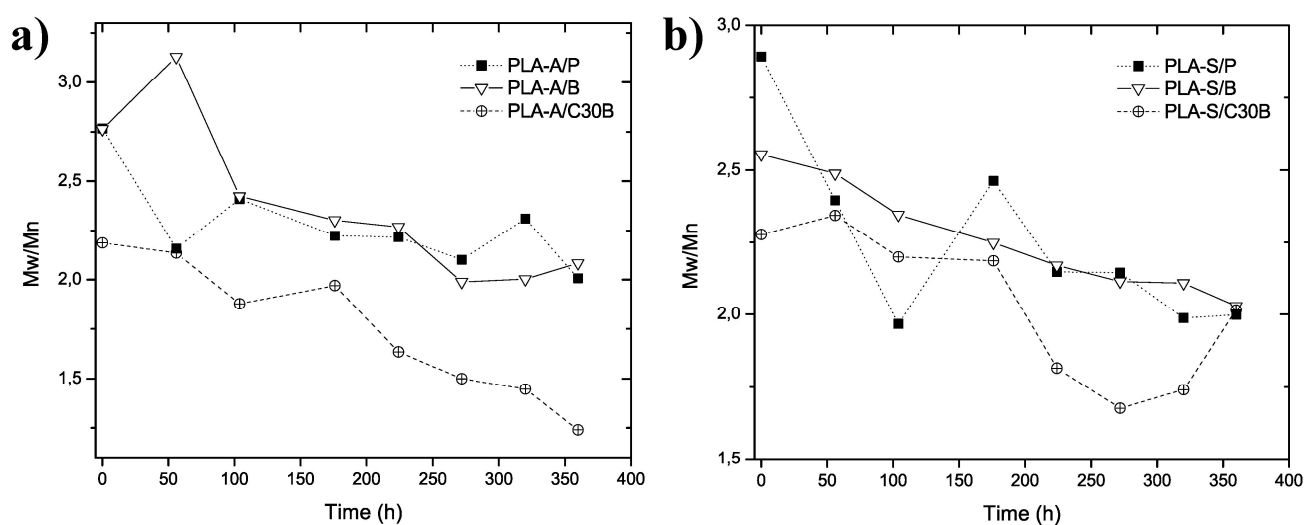 a)
PLA-A/P
PLA-A/B
PLA-A/C30B
3,0
2,5
2,0
1,5
Mw/Mn
0 50 100 150 200 250 300 350 400
Time (h)
b)
PLA-S/P
PLA-S/B
PLA-S/C30B
3,0
2,5
2,0
1,5
Mw/Mn
0 50 100 150 200 250 300 350 400
Time (h)